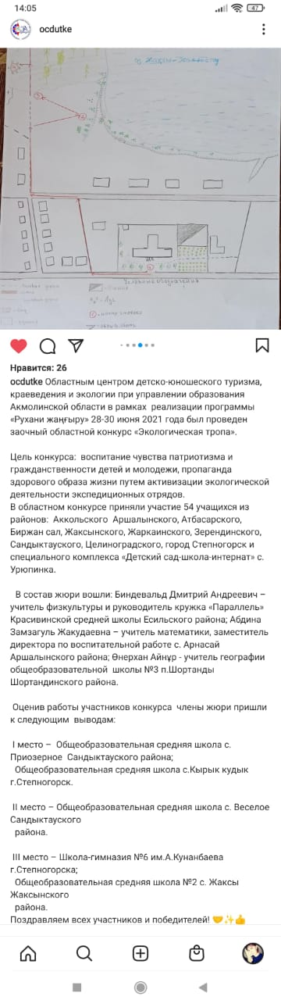 14:05
47
ocdutke
оз. Жаксы-Жалгызтау
Условные обозначения
Нравится: 26
ocdutke Областным центром детско-юношеского туризма,
краеведения и экологии при управлении образования
Акмолинской области в рамках реализации программы
«Рухани жаңғыру» 28-30 июня 2021 года был проведен
заочный областной конкурс «Экологическая тропа».
Цель конкурса: воспитание чувства патриотизма и
гражданственности детей и молодежи, пропаганда
здорового образа жизни путем активизации экологической
деятельности экспедиционных отрядов.
В областном конкурсе приняли участие 54 учащихся из
районов: Аккольского Аршалынского, Атбасарского,
Биржан сал, Жаксынского, Жаркаинского, Зерендинского,
Сандыктауского, Целиноградского, город Степногорск и
специального комплекса «Детский сад-школа-интернат» с.
Урюпинка.
В состав жюри вошли: Биндевальд Дмитрий Андреевич –
учитель физкультуры и руководитель кружка «Параллель»
Красивинской средней школы Есильского района; Абдина
Замзагуль Жакудаевна – учитель математики, заместитель
директора по воспитательной работе с. Арнасай
Аршалынского района; Өнерхан Айнұр - учитель географии
общеобразовательной школы №3 п.Шортанды
Шортандинского района.
Оценив работы участников конкурса члены жюри пришли
к следующим выводам:
I место – Общеобразовательная средняя школа с.
Приозерное Сандыктауского района;
Общеобразовательная средняя школа с.Кырык кудык
г.Степногорск.
II место – Общеобразовательная средняя школа с. Веселое
Сандыктауского
района.
III место – Школа-гимназия №6 им.А.Кунанбаева
г.Степногорска;
Общеобразовательная средняя школа №2 с. Жаксы
Жаксынского
района.
Поздравляем всех участников и победителей! 🤝✨👍